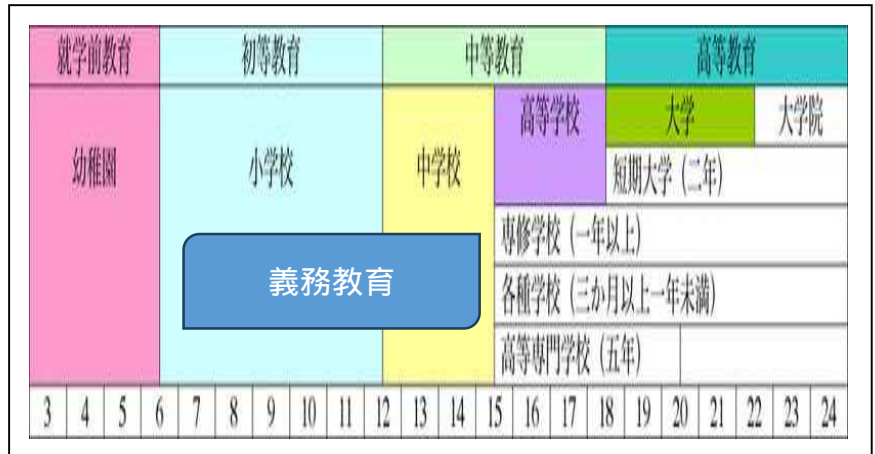 就学前教育 初等教育 中等教育 高等教育
幼稚園 小学校 中学校 高等学校 大学 大学院
短期大学 (二年)
専修学校 (一年以上)
義務教育
各種学校 (三か月以上一年未満)
高等専門学校 (五年)
3 4 5 6 7 8 9 10 11 12 13 14 15 16 17 18 19 20 21 22 23 24